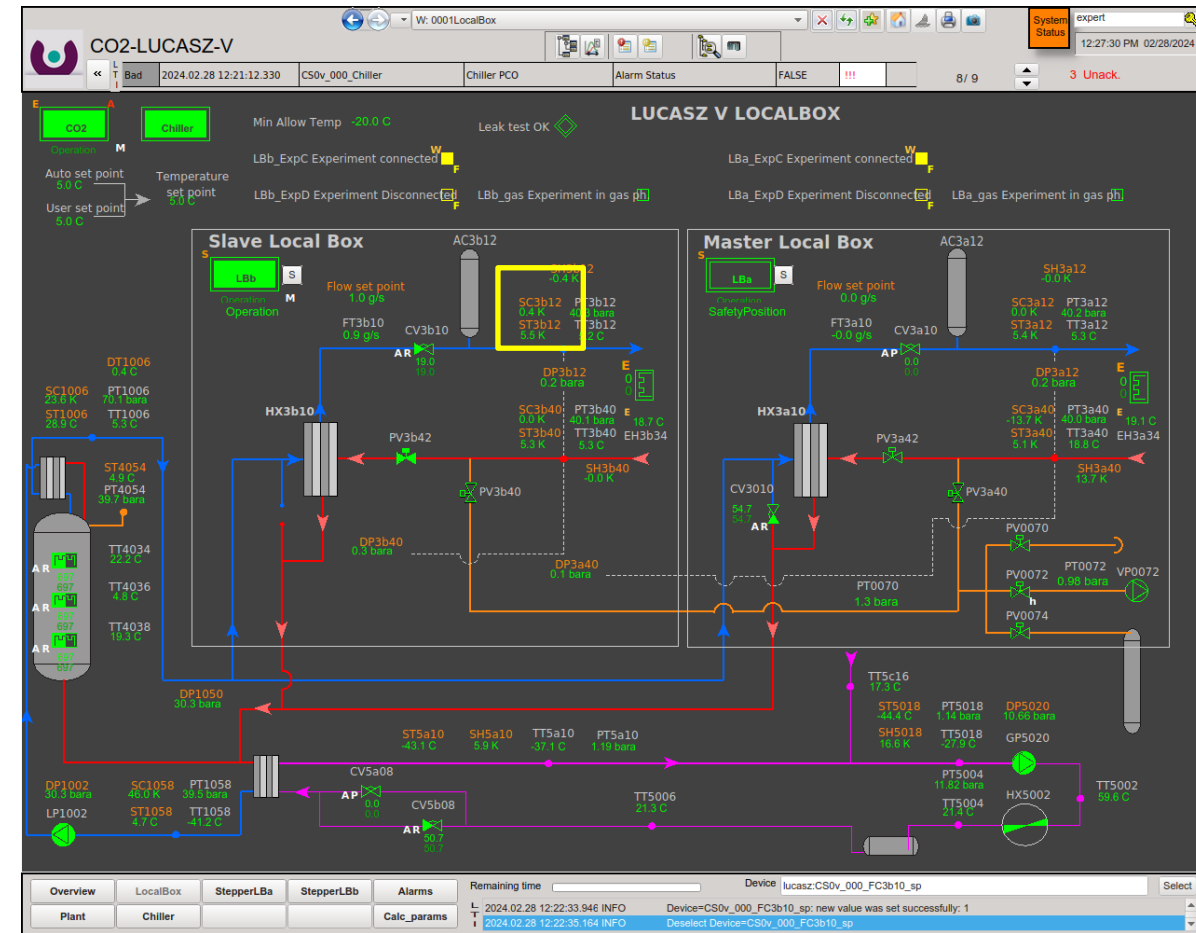 W: 0001LocalBox
System Status
expert
CO2-LUCASZ-V
12:27:30 PM 02/28/2024
«
L T I
Bad
2024.02.28 12:21:12.330
CS0v_000_Chiller
Chiller PCO
Alarm Status
FALSE
!!!
8/ 9
3 Unack.
E
A
CO2
Operation
M
Chiller
Min Allow Temp -20.0 C
Leak test OK
LUCASZ V LOCALBOX
LBb_ExpC Experiment connected
W
F
LBa_ExpC Experiment connected
W
F
Auto set point
5.0 C
Temperature
set point
5.0 C
User set point
5.0 C
LBb_ExpD Experiment Disconnected
F
LBb_gas Experiment in gas ph
LBa_ExpD Experiment Disconnected
F
LBa_gas Experiment in gas ph
Slave Local Box
S
LBb
S
Operation
M
Operation
AC3b12
-0.4 K
Flow set point
1.0 g/s
SC3b12
0.4 K
PT3b12
ST3b12
5.5 K
FT3b10
0.9 g/s
CV3b10
AR
19.0
19.0
DP3b12
0.2 bara
E
0
0
HX3b10
SC3b40
0.0 K
PT3b40
40.1 bara
E
18.7 C
ST3b40
5.3 K
TT3b40
5.3 C
EH3b34
PV3b42
SH3b40
-0.0 K
PV3b40
DP3b40
0.3 bara
Master Local Box
S
LBa
S
Operation
SafetyPosition
AC3a12
SH3a12
-0.0 K
Flow set point
0.0 g/s
SC3a12
0.0 K
PT3a12
40.2 bara
ST3a12
5.4 K
TT3a12
5.3 C
FT3a10
-0.0 g/s
CV3a10
AP
0.0
0.0
DP3a12
0.2 bara
E
0
0
HX3a10
SC3a40
-13.7 K
PT3a40
40.0 bara
E
19.1 C
ST3a40
5.1 K
TT3a40
18.8 C
EH3a34
PV3a42
SH3a40
13.7 K
CV3010
54.7
54.7
AR
PV3a40
DP3a40
0.1 bara
PV0070
PV0072
h
PT0072
0.98 bara
VP0072
PV0074
PT0070
1.3 bara
DT1006
0.4 C
SC1006
23.6 K
PT1006
70.1 bara
ST1006
28.9 C
TT1006
5.3 C
ST4054
4.9 C
PT4054
39.7 bara
TT4034
22.2 C
AR
697
TT4036
4.8 C
AR
697
TT4038
19.3 C
AR
697
697
DP1050
30.3 bara
TT5c16
17.3 C
ST5018
-44.4 C
PT5018
1.14 bara
DP5020
10.66 bara
SH5018
16.6 K
TT5018
-27.9 C
GP5020
ST5a10
-43.1 C
SH5a10
5.9 K
TT5a10
-37.1 C
PT5a10
1.19 bara
DP1002
30.3 bara
SC1058
46.0 K
PT1058
39.5 bara
LP1002
ST1058
4.7 C
TT1058
-41.2 C
CV5a08
AP
0.0
0.0
CV5b08
AR
50.7
50.7
TT5006
21.3 C
PT5004
11.82 bara
TT5004
21.4 C
HX5002
TT5002
59.6 C
Overview
LocalBox
StepperLBa
StepperLBb
Alarms
Plant
Chiller
Calc_params
Remaining time
Device
lucasz:CS0v_000_FC3b10_sp
Select
L T I
2024.02.28 12:22:33.946 INFO Device=CS0v_000_FC3b10_sp: new value was set successfully: 1
2024.02.28 12:22:35.164 INFO Deselect Device=CS0v_000_FC3b10_sp